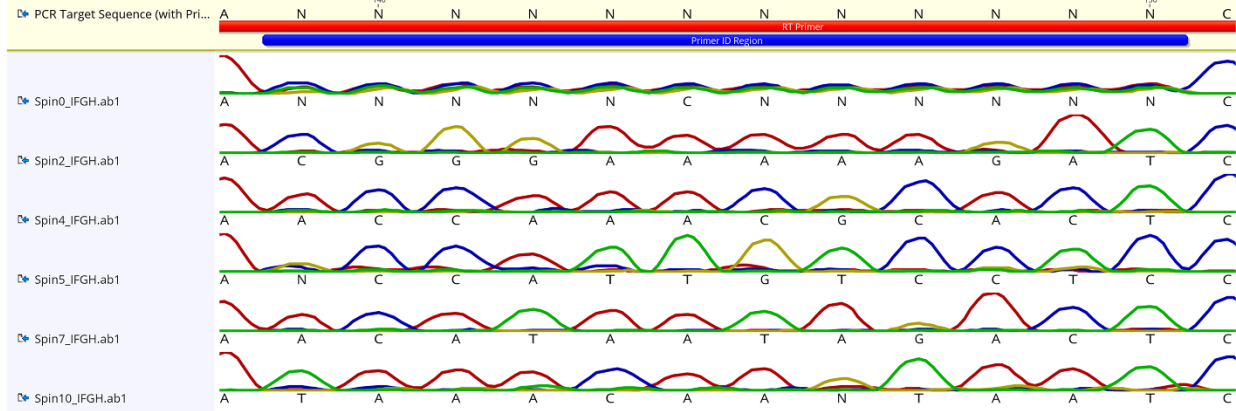 PCR Target Sequence (with Pri... A N N N N N C N N N N N N C
RT Primer
Primer ID Region
Spin0_IFGH.ab1 A N N N N N C N N N N N N C
Spin2_IFGH.ab1 A C G G G A A A A A G A T C
Spin4_IFGH.ab1 A A C C A A A C G C A C T C
Spin5_IFGH.ab1 A N C C A T T G T C C T C C
Spin7_IFGH.ab1 A A C A T A A T A G A C T C
Spin10_IFGH.ab1 A T A A A C A A N T A A T C